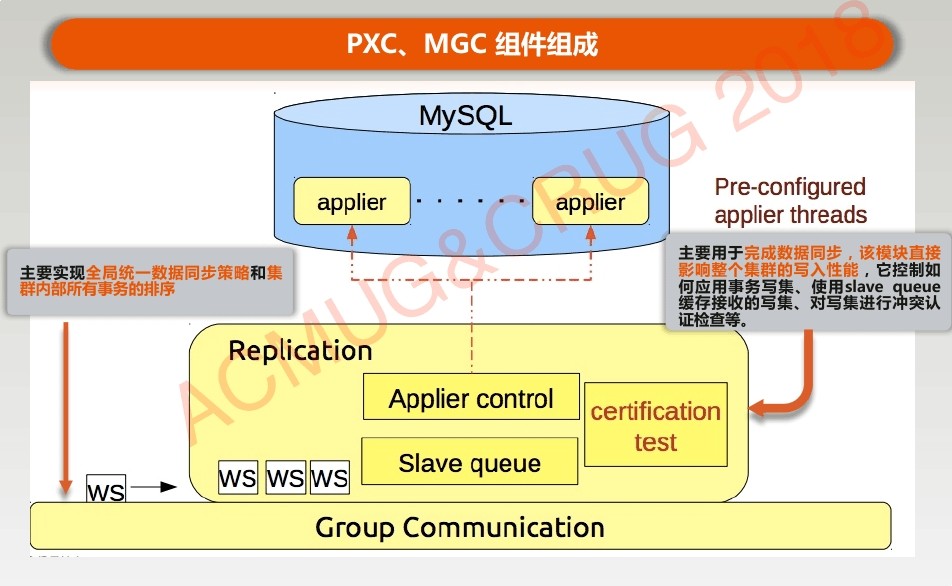 PXC、MGC 组件组成
MySQL
applier
applier
Pre-configured
applier threads
主要实现全局统一数据同步策略和集
群内部所有事务的排序
主要用于完成数据同步，该模块直接
影响整个集群的写入性能，它控制如
何应用事务写集、使用slave queue
缓存接收的写集、对写集进行冲突认
证检查等。
Replication
Applier control
certification
test
Slave queue
WS
WS
WS
WS
Group Communication
ACMUG&CRUG 2018